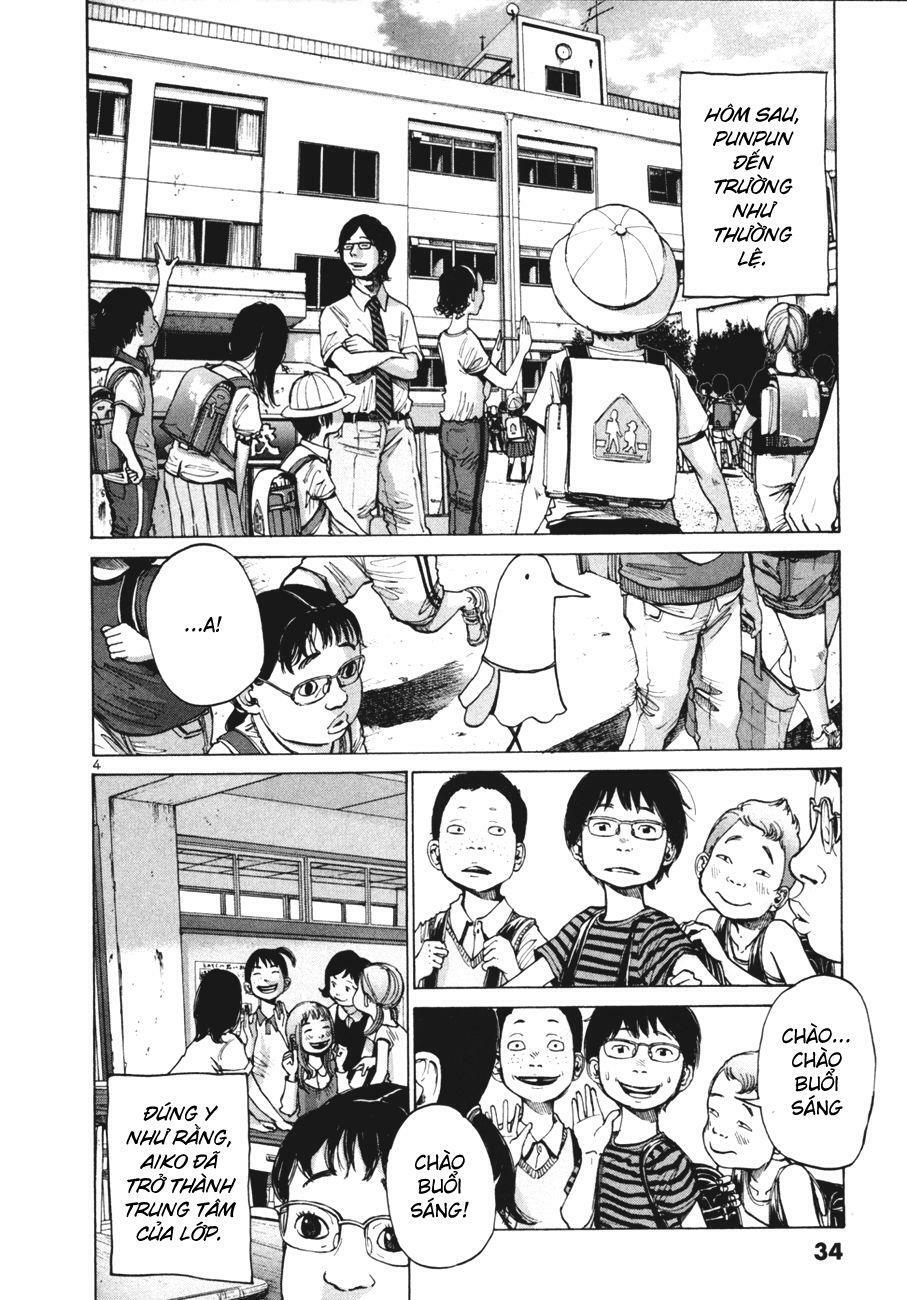 HÔM SAU,
PUNPUN
ĐẾN
TRƯỜNG
NHƯ
THƯỜNG
LỆ.
...A!
4
CHÀO...
CHÀO
BUỔI
SÁNG
CHÀO
BUỔI
SÁNG!
ĐÚNG Y
NHƯ RẰNG,
AIKO ĐÃ
TRỞ THÀNH
TRUNG TÂM
CỦA LỚP.
34